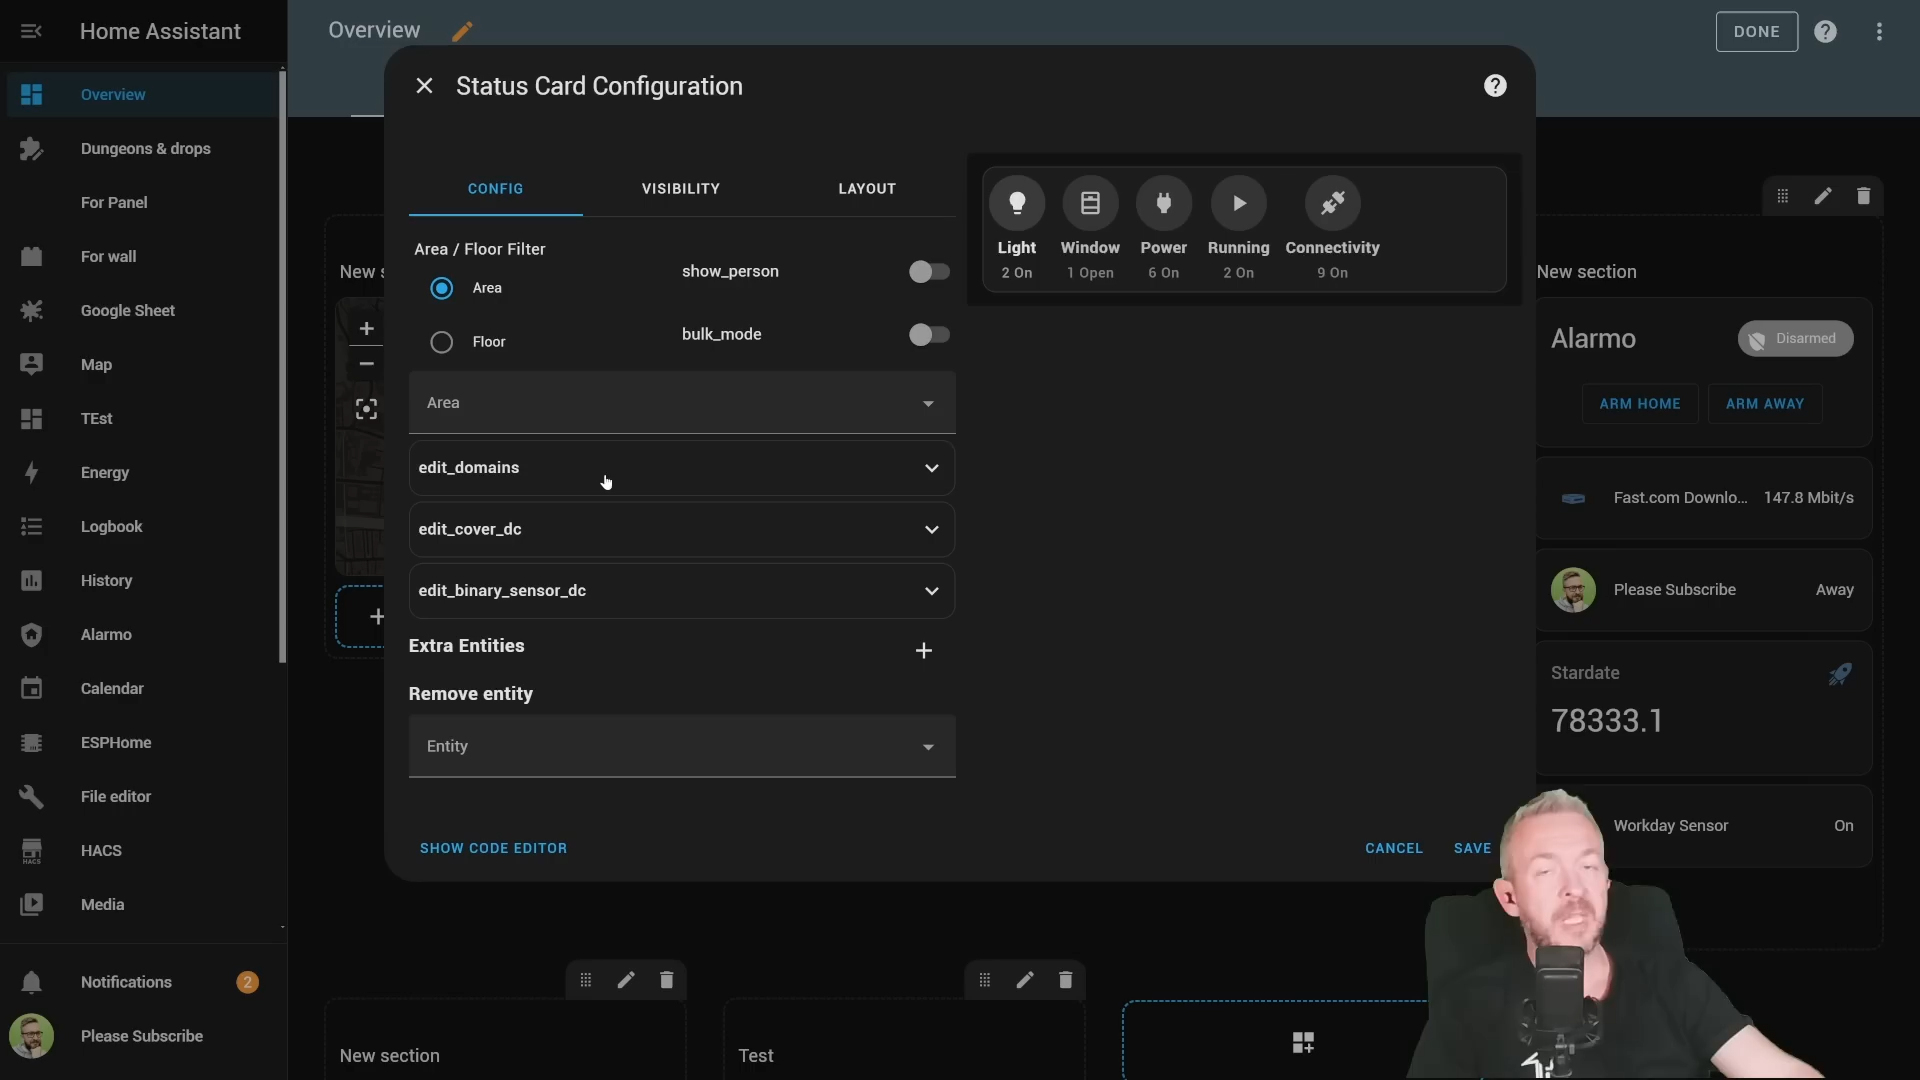 Home Assistant
Overview
Dungeons & drops
For Panel
For wall
Google Sheet
Map
TEst
Energy
Logbook
History
Alarmo
Calendar
ESPHome
File editor
HACS
HACS
Media
Notifications
2
Please Subscribe
Overview
DONE
Status Card Configuration
CONFIG
VISIBILITY
LAYOUT
Area / Floor Filter
Area
Floor
show_person
bulk_mode
Area
edit_domains
edit_cover_dc
edit_binary_sensor_dc
Extra Entities
Remove entity
Entity
SHOW CODE EDITOR
CANCEL
SAVE
Light
2 On
Window
1 Open
Power
6 On
Running
2 On
Connectivity
9 On
New s
New section
Alarmo
Disarmed
ARM HOME
ARM AWAY
Fast.com Downlo...
147.8 Mbit/s
Please Subscribe
Away
Stardate
78333.1
Workday Sensor
On
New section
Test